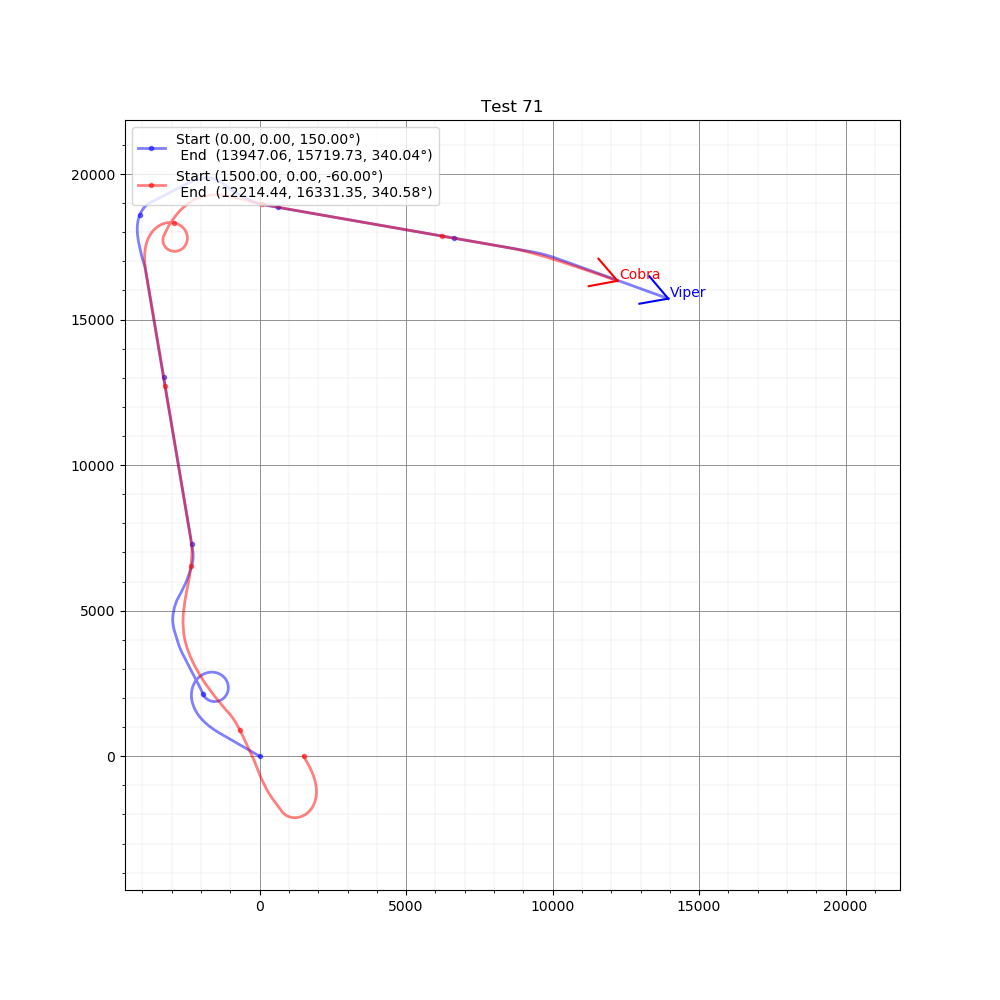 Test 71
Start (0.00, 0.00, 150.00°)
End (13947.06, 15719.73, 340.04°)
Start (1500.00, 0.00, -60.00°)
End (12214.44, 16331.35, 340.58°)
20000
15000
10000
5000
0
Cobra
Viper
0
5000
10000
15000
20000